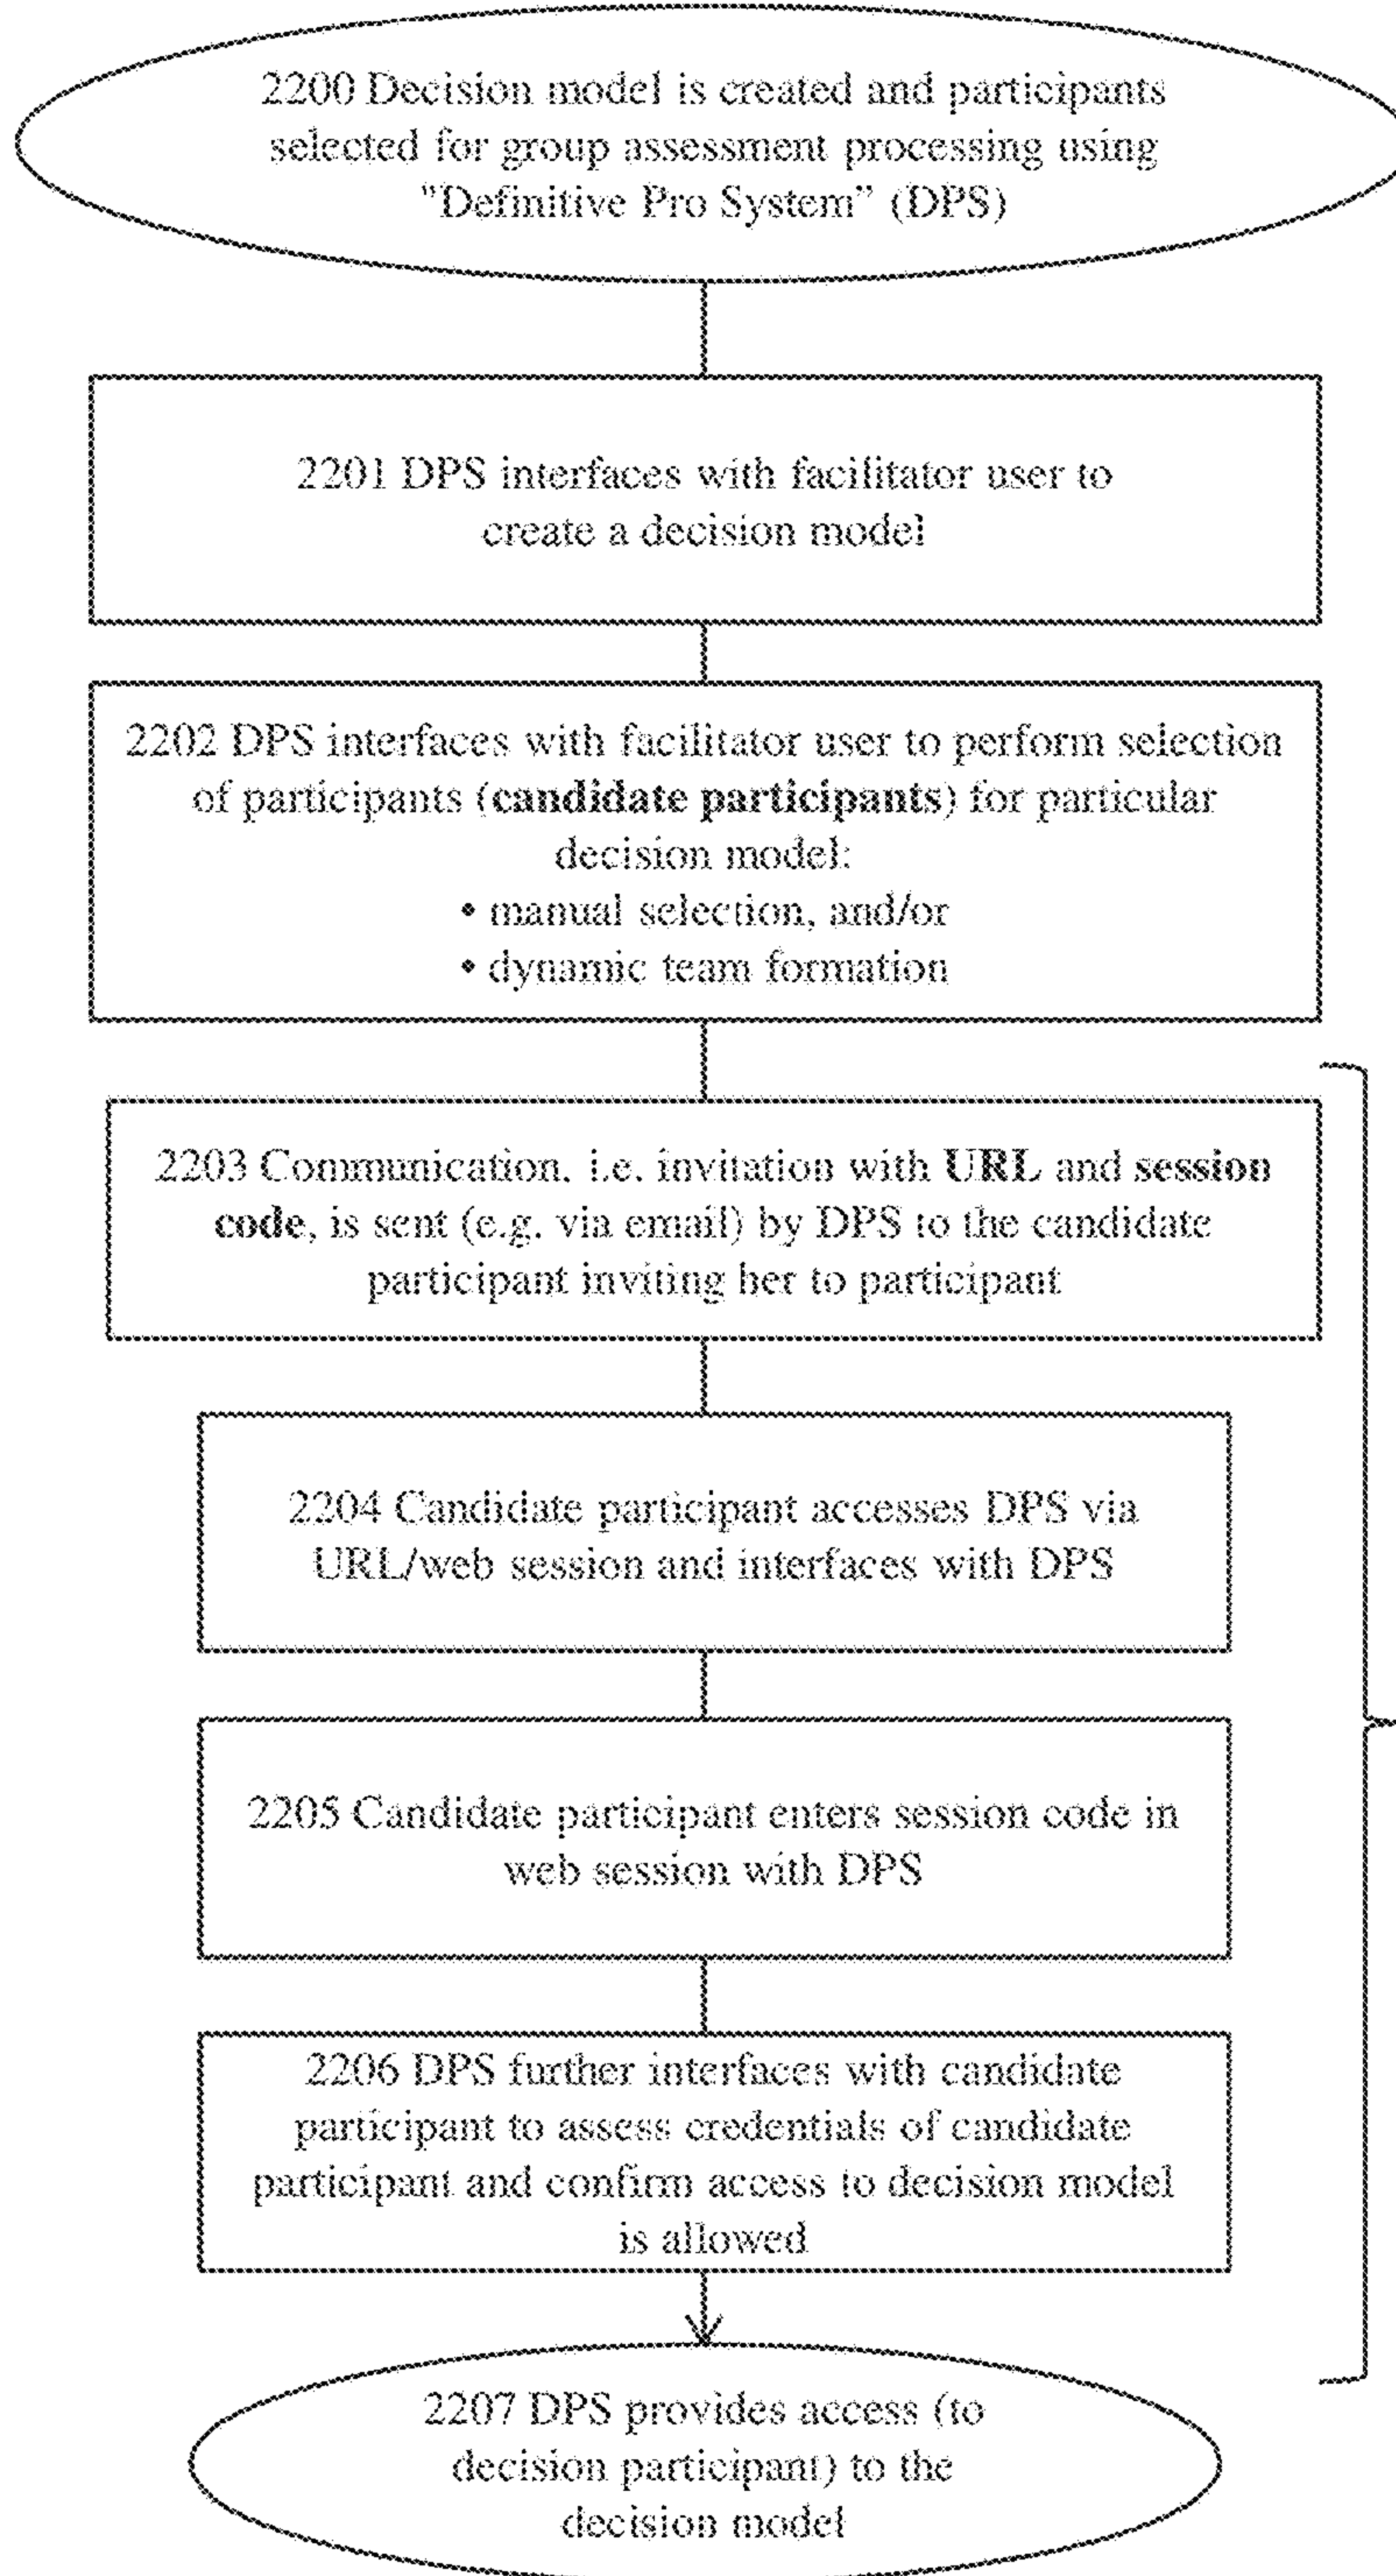 2200 Decision model is created and participants
selected for group assessment processing using
"Definitive Pro System” (DPS)
2201 DPS interfaces with facilitator user to
create a decision model
2202 DPS interfaces with facilitator user to perform selection
of participants (candidate participants) for particular
decision model:
• manual selection, and/or
• dynamic team formation
2203 Communication, i.e. invitation with URL and session
code, is sent (e.g. via email) by DPS to the candidate
participant inviting her to participant
2204 Candidate participant accesses DPS via
URL/web session and interfaces with DPS
2205 Candidate participant enters session code in
web session with DPS
2206 DPS further interfaces with candidate
participant to assess credentials of candidate
participant and confirm access to decision model
is allowed
2207 DPS provides access (to
decision participant) to the
decision model